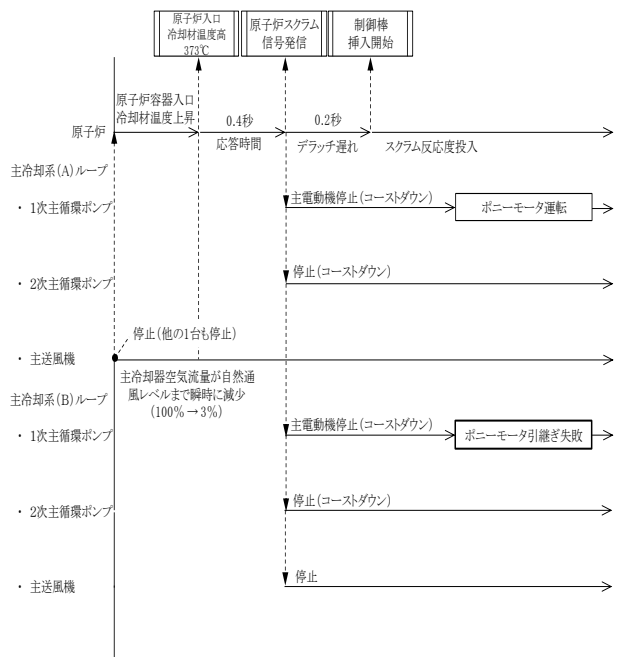 原子炉入口
冷却材温度高
373℃
原子炉スクラム
信号発信
制御棒
挿入開始
原子炉容器入口
冷却材温度上昇
0.4秒
0.2秒
原子炉
応答時間
デラッチ遅れ
スクラム反応度投入
主冷却系(A)ループ
・ 1次主循環ポンプ
主電動機停止(コーストダウン)
ポニーモータ運転
・ 2次主循環ポンプ
停止(コーストダウン)
停止(他の1台も停止)
・ 主送風機
主冷却器空気流量が自然通
風レベルまで瞬時に減少
(100%→3%)
主冷却系(B)ループ
・ 1次主循環ポンプ
主電動機停止(コーストダウン)
ポニーモータ引継ぎ失敗
・ 2次主循環ポンプ
停止(コーストダウン)
・ 主送風機
停止